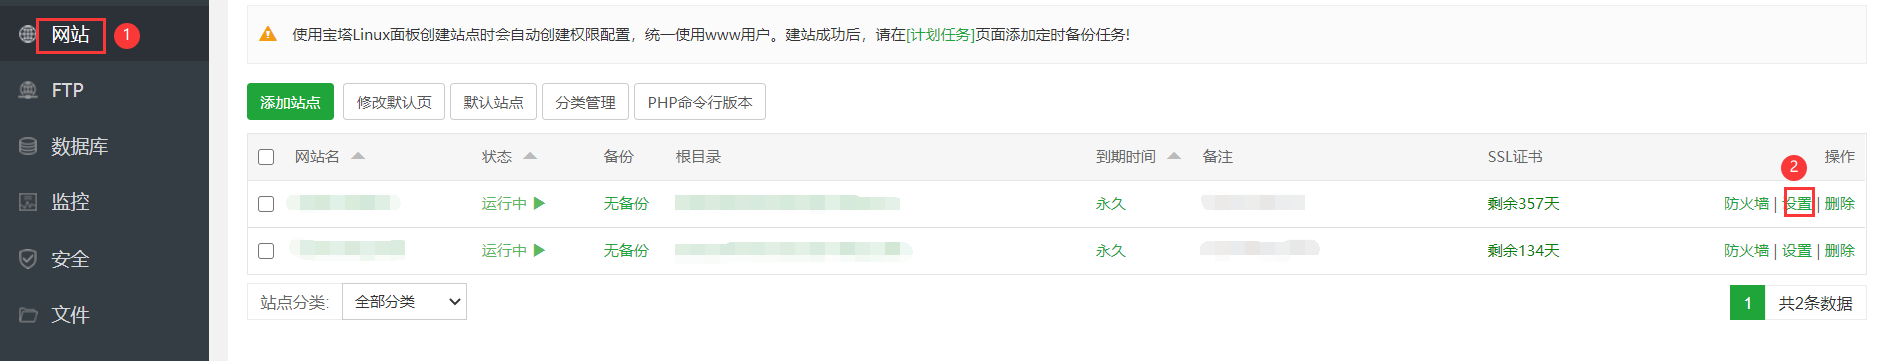 网站
1
FTP
数据库
监控
安全
文件
使用宝塔Linux面板创建站点时会自动创建权限配置，统一使用www用户。建站成功后，请在[计划任务]页面添加定时备份任务!
添加站点 修改默认页 默认站点 分类管理 PHP命令行版本
网站名 状态 备份 根目录 到期时间 备注 SSL证书 操作
2
运行中 无备份 永久 剩余357天 防火墙 | 设置 | 删除
运行中 无备份 永久 剩余134天 防火墙 | 设置 | 删除
站点分类: 全部分类 1 共2条数据